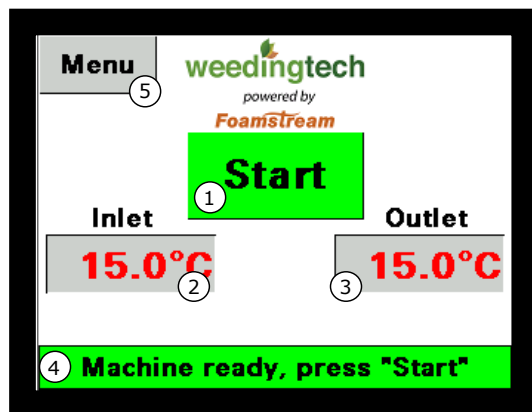 Menu
5
weedingtech
powered by
Foamstream
Start
1
Inlet
Outlet
15.0°C
2
15.0°C
3
4
Machine ready, press "Start"